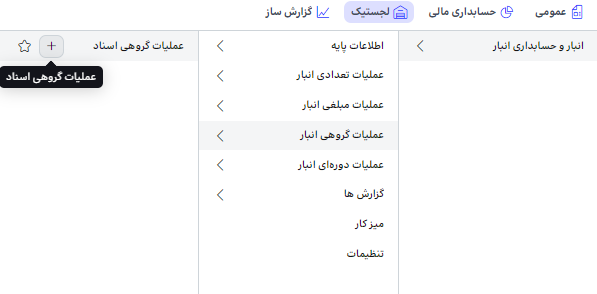 عمومی
حسابداری مالی
لجستیک
گزارش ساز
انبار و حسابداری انبار
اطلاعات پایه
عملیات تعدادی انبار
عملیات مبلغی انبار
عملیات گروهی انبار
عملیات دوره‌ای انبار
گزارش ها
میز کار
تنظیمات
عملیات گروهی اسناد
عملیات گروهی اسناد